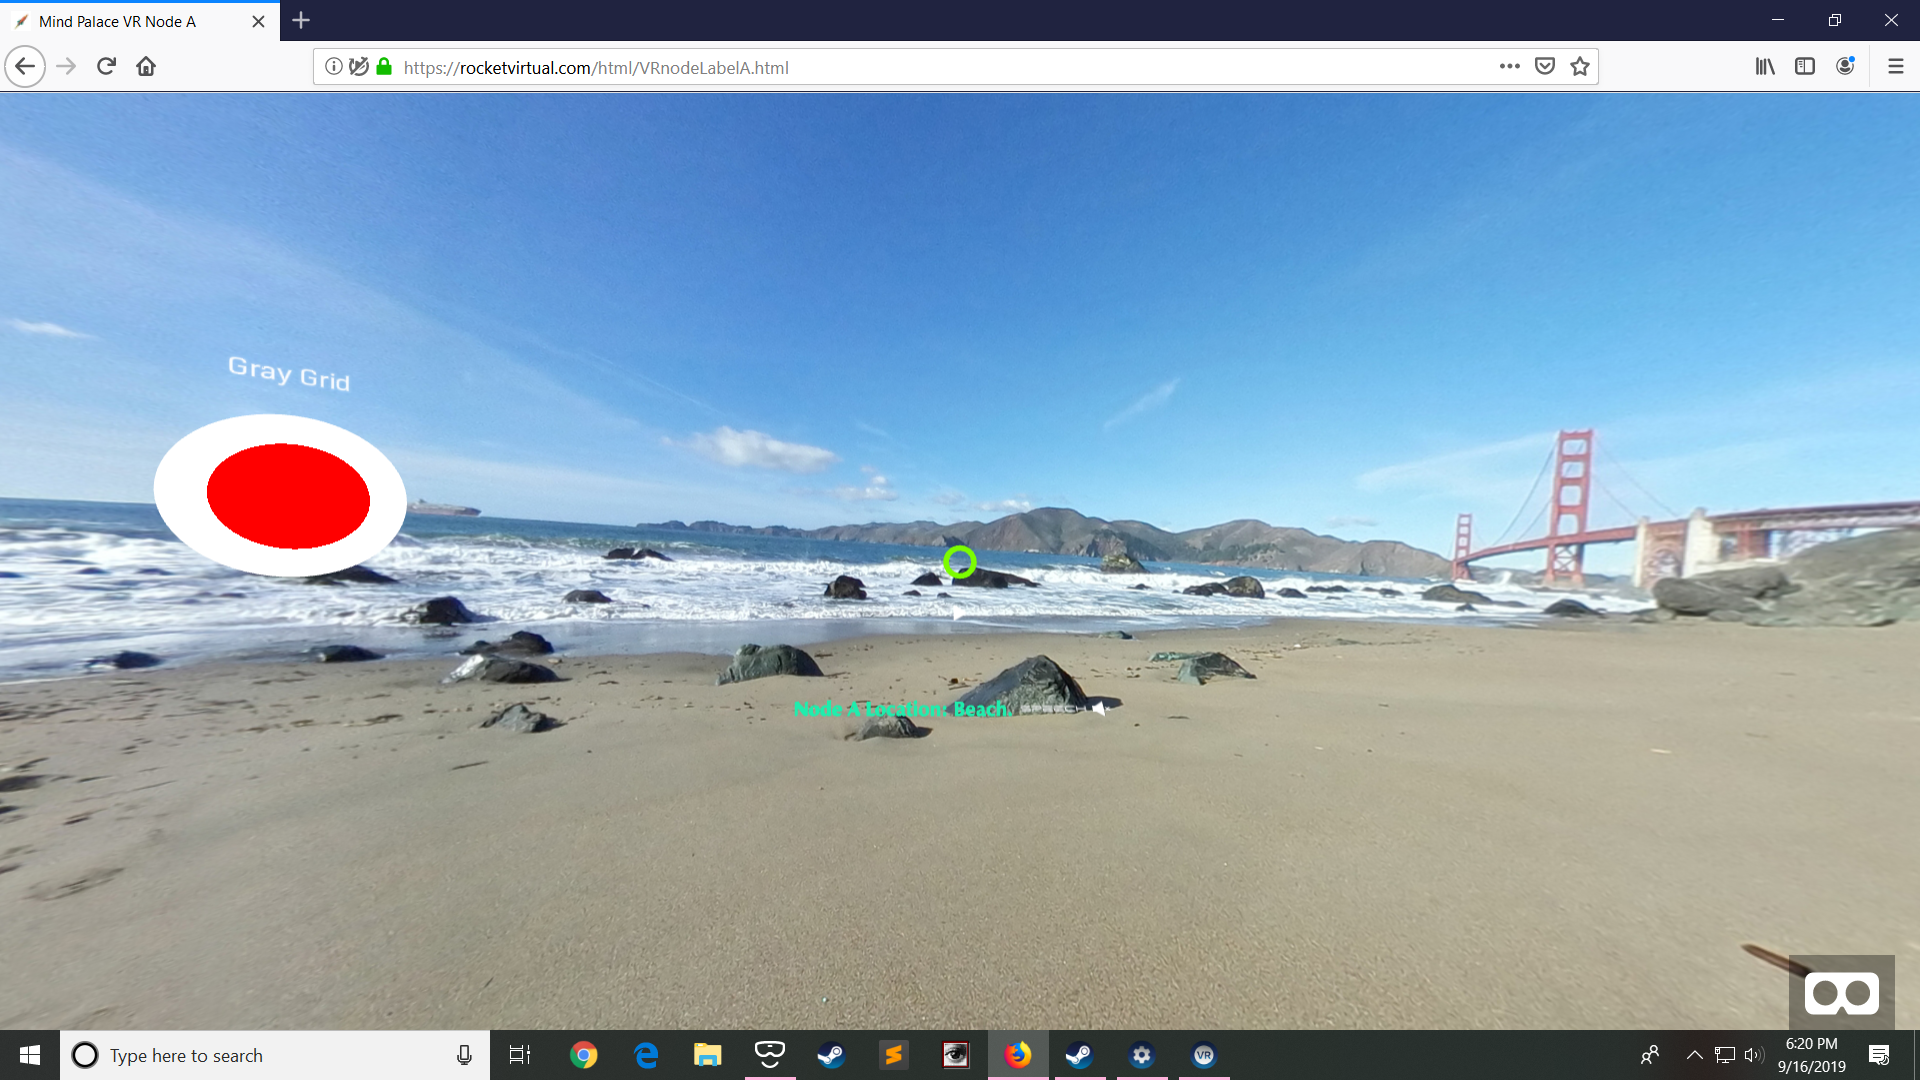 Mind Palace VR Node A
https://rocketvirtual.com/html/VRnodeLabelA.html
Gray Grid
Node A Location: Beach.
Type here to search
VR
6:20 PM
9/16/2019